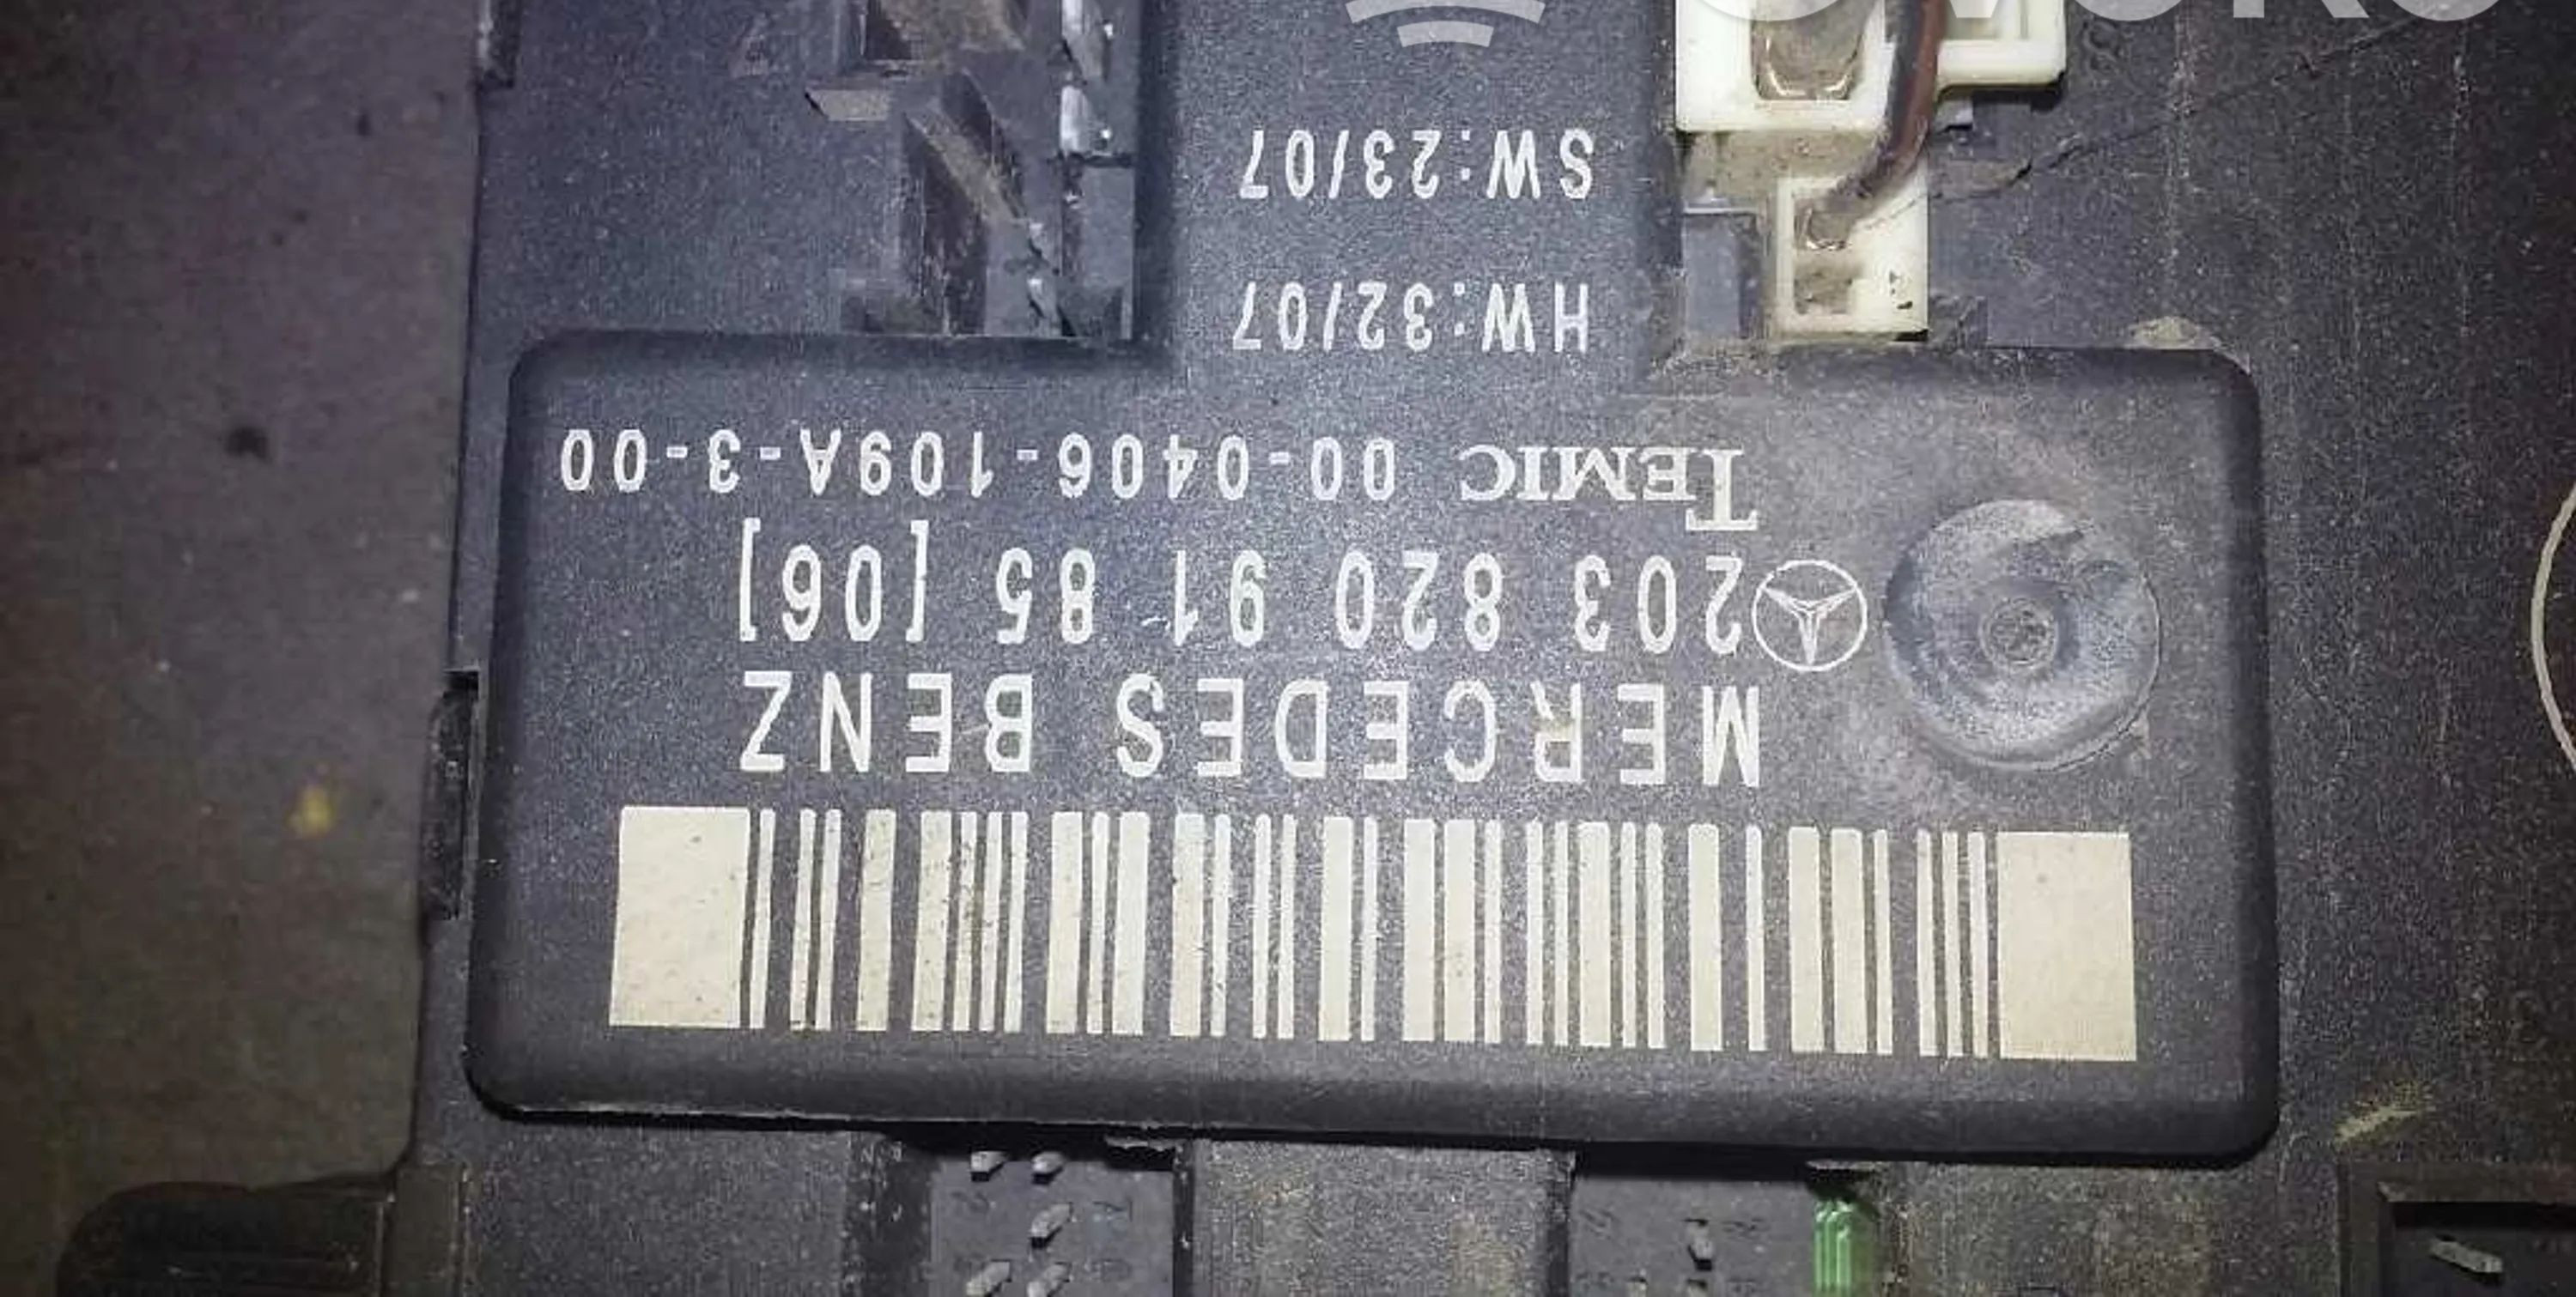 MERCEDES BENZ
203 820 91 85 [06]
TEMIC 00-0406-109A-3-00
HW:32/07
SW:23/07